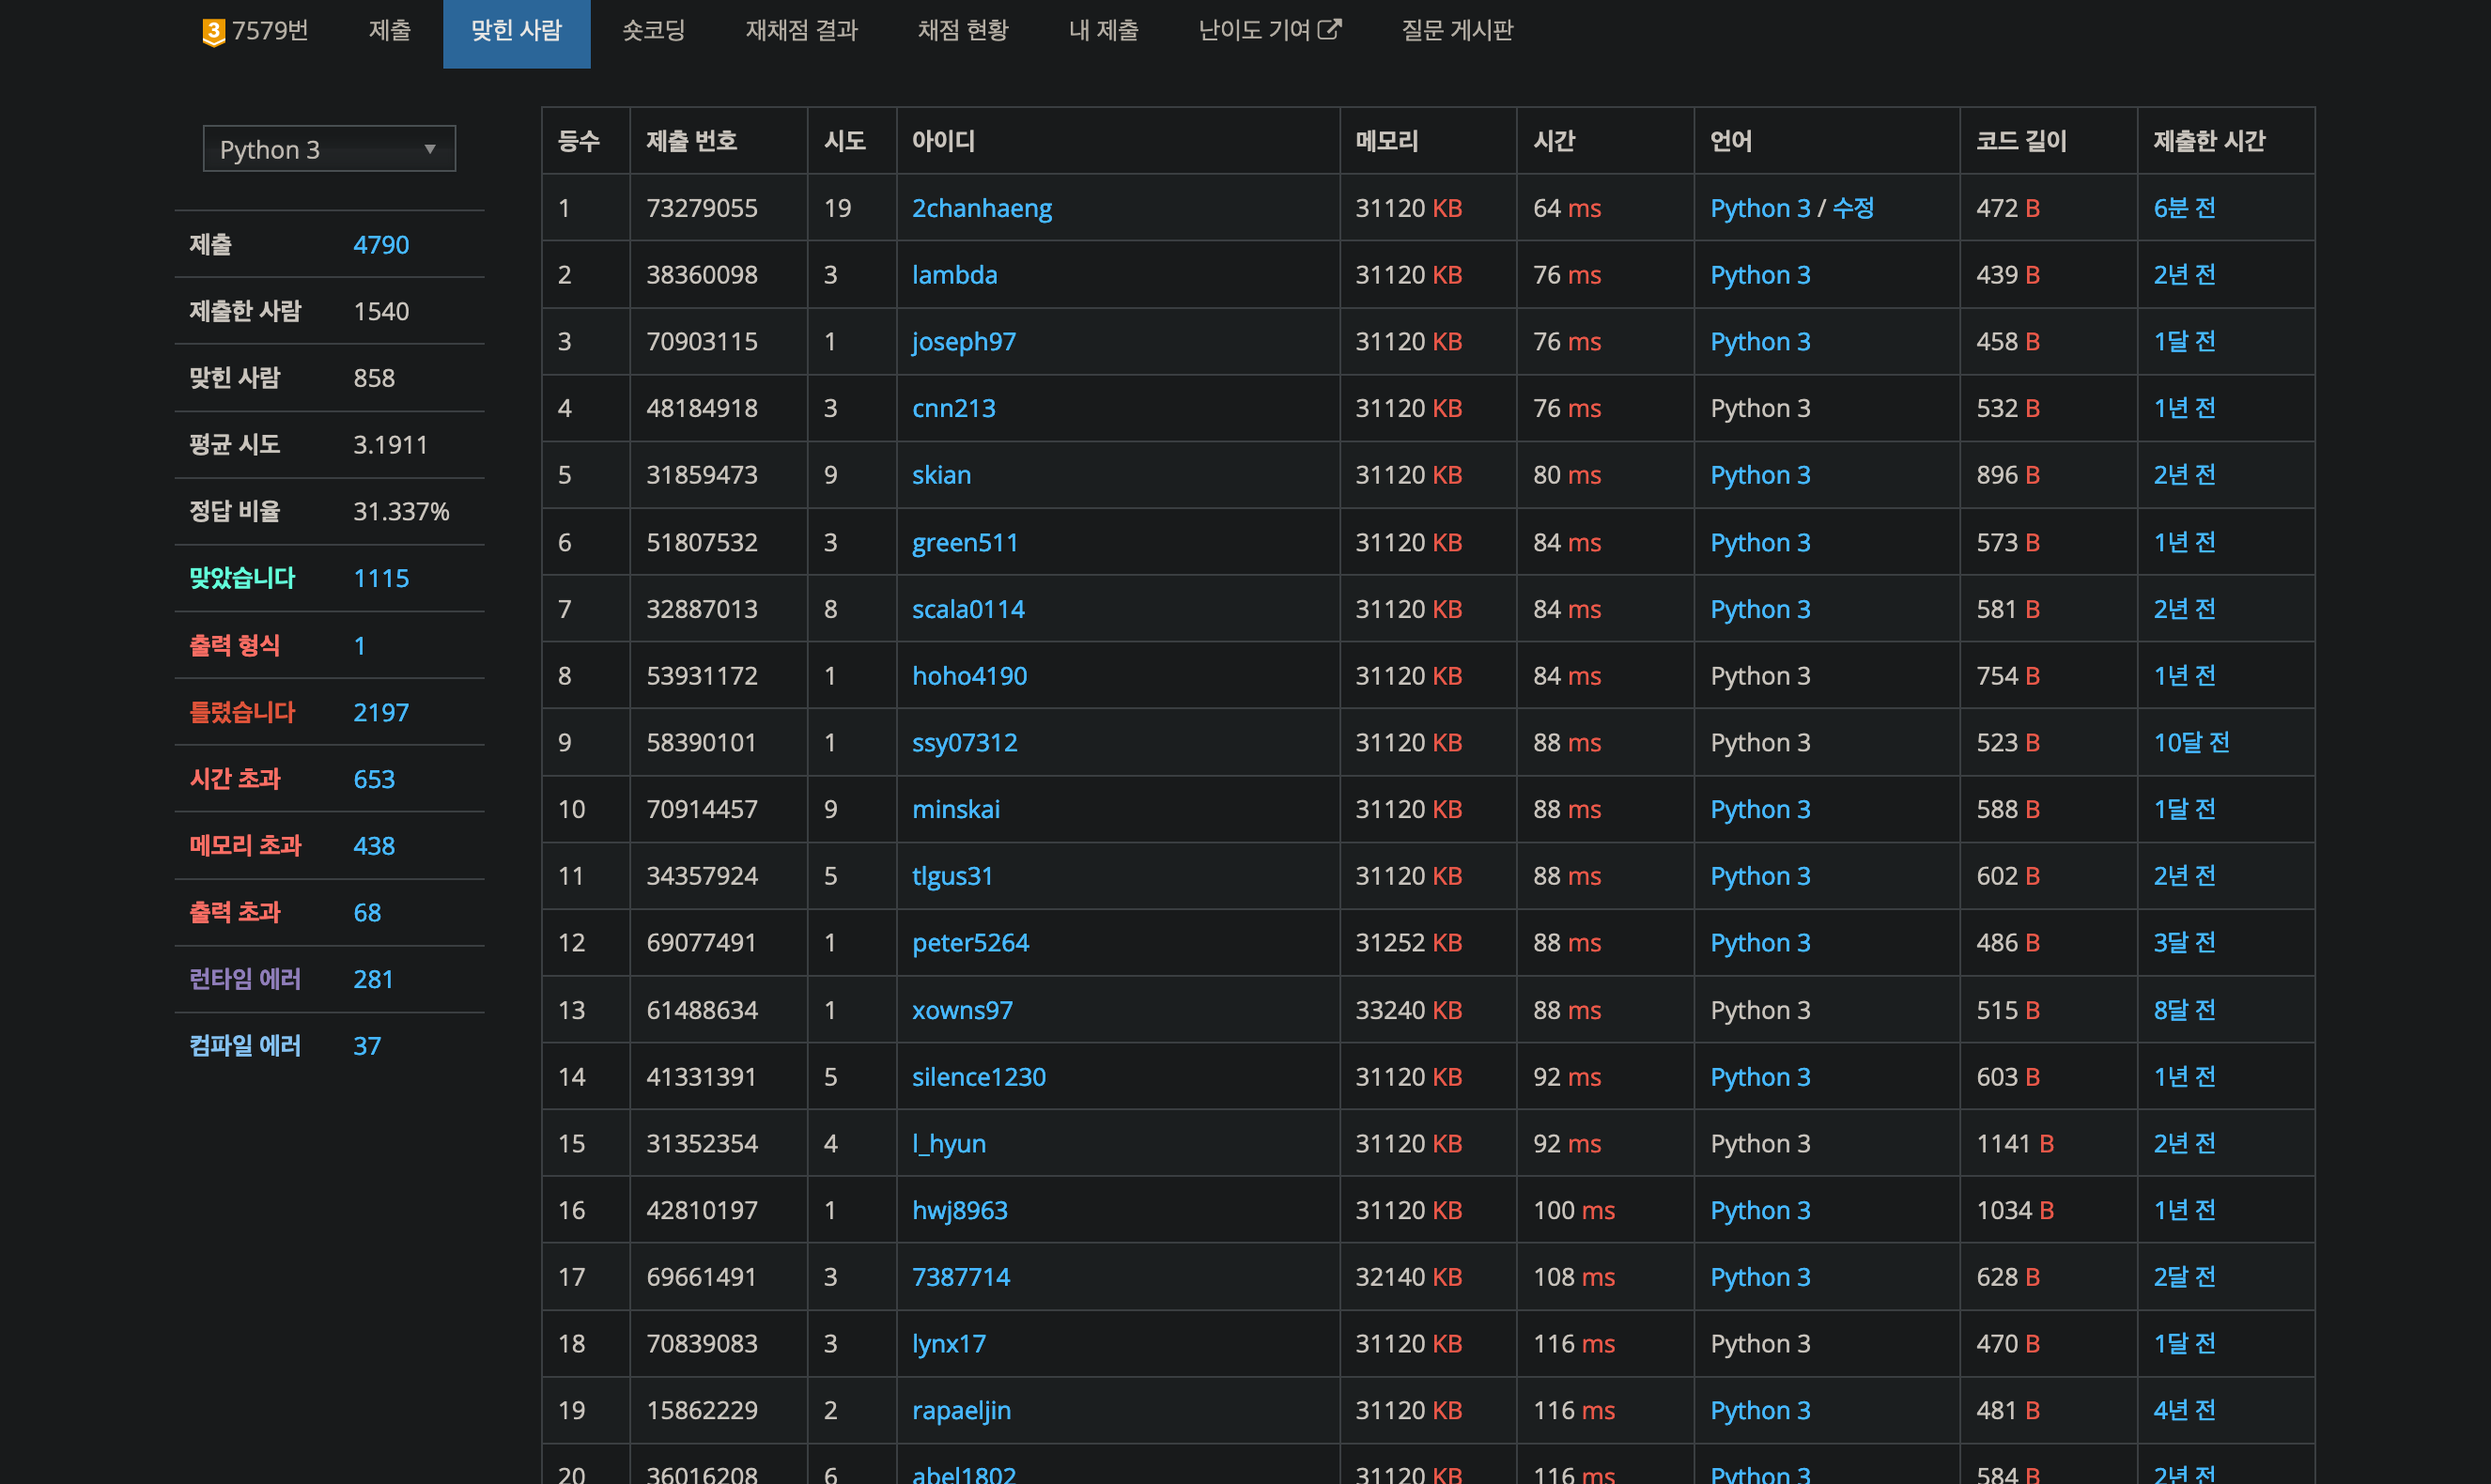 3 7579번 제출 맞힌 사람 숏코딩 재채점 결과 채점 현황 내 제출 난이도 기여 질문 게시판
Python 3
제출 4790
제출한 사람 1540
맞힌 사람 858
평균 시도 3.1911
정답 비율 31.337%
맞았습니다 1115
출력 형식 1
틀렸습니다 2197
시간 초과 653
메모리 초과 438
출력 초과 68
런타임 에러 281
컴파일 에러 37
등수 제출 번호 시도 아이디 메모리 시간 언어 코드 길이 제출한 시간
1 73279055 19 2chanhaeng 31120 KB 64 ms Python 3 / 수정 472 B 6분 전
2 38360098 3 lambda 31120 KB 76 ms Python 3 439 B 2년 전
3 70903115 1 joseph97 31120 KB 76 ms Python 3 458 B 1달 전
4 48184918 3 cnn213 31120 KB 76 ms Python 3 532 B 1년 전
5 31859473 9 skian 31120 KB 80 ms Python 3 896 B 2년 전
6 51807532 3 green511 31120 KB 84 ms Python 3 573 B 1년 전
7 32887013 8 scala0114 31120 KB 84 ms Python 3 581 B 2년 전
8 53931172 1 hoho4190 31120 KB 84 ms Python 3 754 B 1년 전
9 58390101 1 ssy07312 31120 KB 88 ms Python 3 523 B 10달 전
10 70914457 9 minskai 31120 KB 88 ms Python 3 588 B 1달 전
11 34357924 5 tlgus31 31120 KB 88 ms Python 3 602 B 2년 전
12 69077491 1 peter5264 31252 KB 88 ms Python 3 486 B 3달 전
13 61488634 1 xowns97 33240 KB 88 ms Python 3 515 B 8달 전
14 41331391 5 silence1230 31120 KB 92 ms Python 3 603 B 1년 전
15 31352354 4 l_hyun 31120 KB 92 ms Python 3 1141 B 2년 전
16 42810197 1 hwj8963 31120 KB 100 ms Python 3 1034 B 1년 전
17 69661491 3 7387714 32140 KB 108 ms Python 3 628 B 2달 전
18 70839083 3 lynx17 31120 KB 116 ms Python 3 470 B 1달 전
19 15862229 2 rapaeljin 31120 KB 116 ms Python 3 481 B 4년 전
20 36016208 6 abel1802 31120 KB 116 ms Python 3 584 B 2년 전